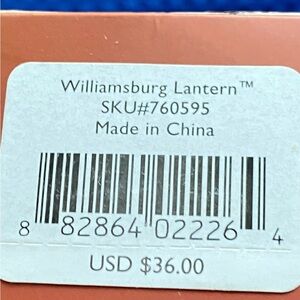 Williamsburg Lantern™
SKU#760595
Made in China
8 82864 02226 4
USD $36.00